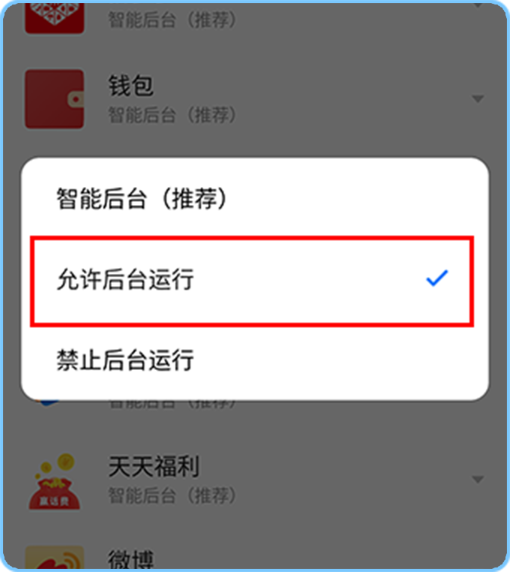 智能后台（推荐）
钱包
智能后台（推荐）
智能后台（推荐）
允许后台运行
禁止后台运行
智能后台（推荐）
天天福利
赢话费
智能后台（推荐）
微博